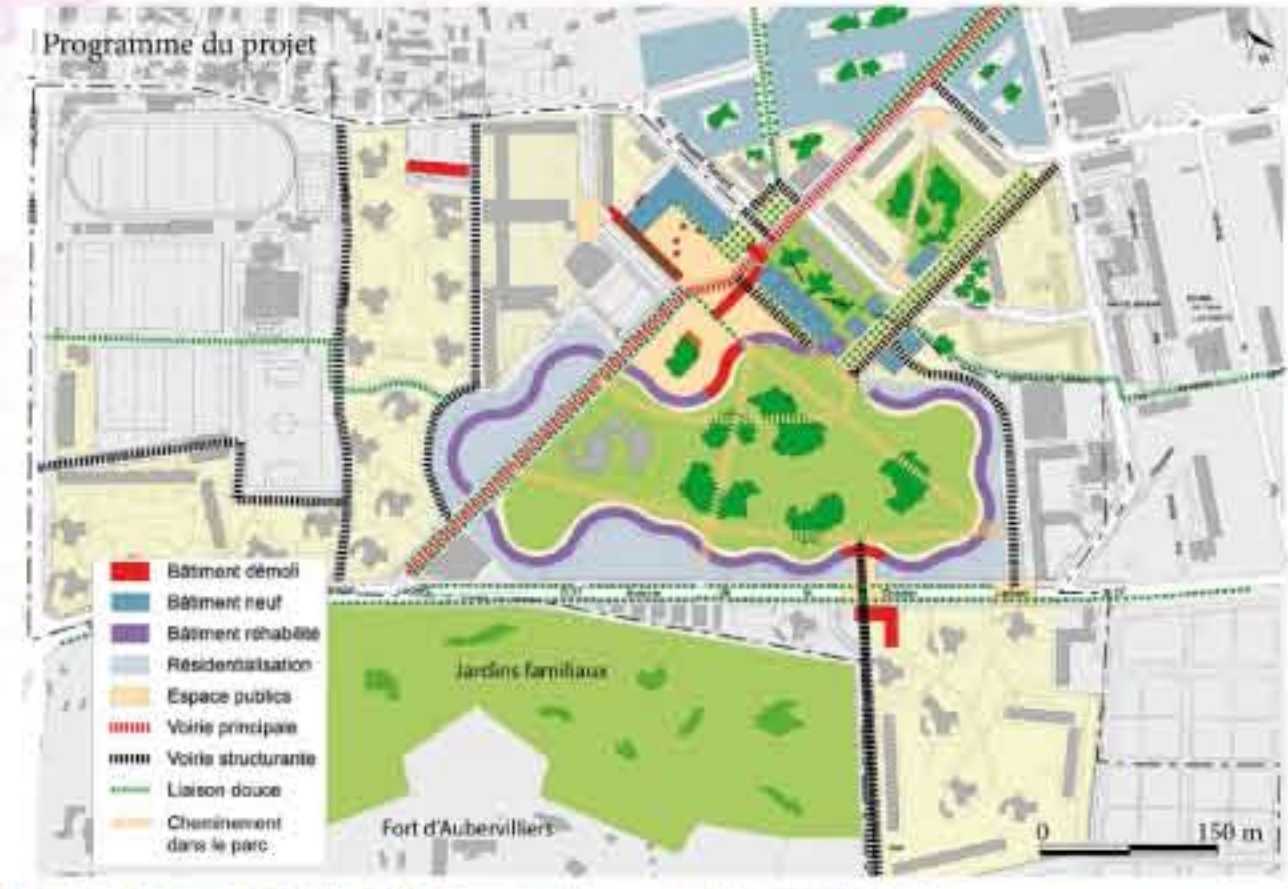 Programme du projet
Jardins familiaux
Bâtiment démoli
Bâtiment neuf
Bâtiment réhabilité
Résidentialisation
Espace publics
Voirie principale
Voirie structurante
Liaison douce
Cheminement
dans le parc
Fort d'Aubervilliers
0 150 m